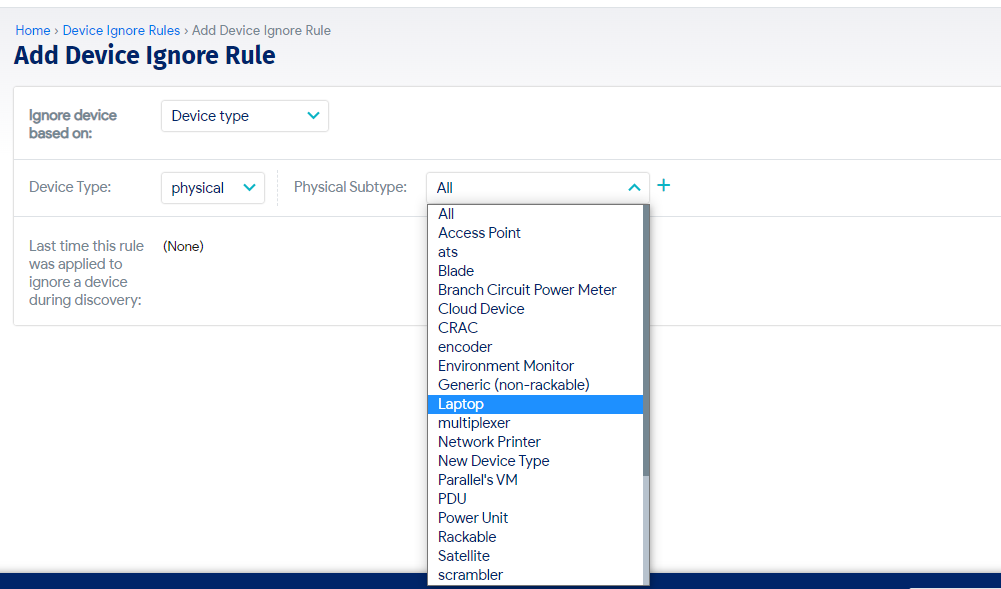 Home › Device Ignore Rules › Add Device Ignore Rule
Add Device Ignore Rule
Ignore device
based on:
Device type
Device Type:
physical
Physical Subtype:
All
+
All
Access Point
ats
Blade
Branch Circuit Power Meter
Cloud Device
CRAC
encoder
Environment Monitor
Generic (non-rackable)
Laptop
multiplexer
Network Printer
New Device Type
Parallel's VM
PDU
Power Unit
Rackable
Satellite
scrambler
Last time this rule
was applied to
ignore a device
during discovery:
(None)